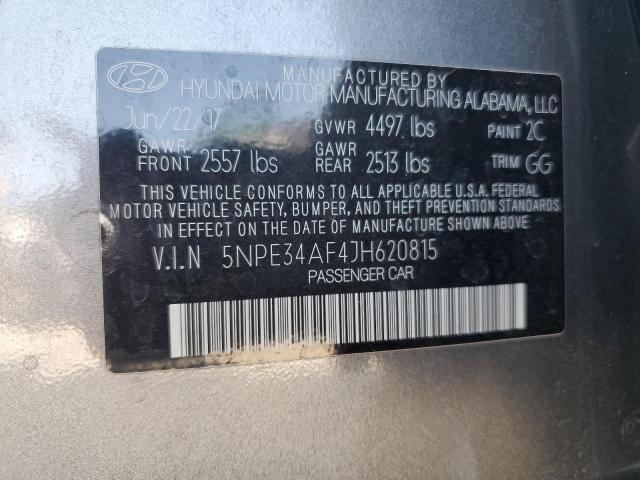 MANUFACTURED BY
HYUNDAI MOTOR MANUFACTURING ALABAMA, LLC
Jun/22/17 GVWR 4497 lbs PAINT 2C
GAWR FRONT 2557 lbs GAWR REAR 2513 lbs TRIM GG
THIS VEHICLE CONFORMS TO ALL APPLICABLE U.S.A. FEDERAL
MOTOR VEHICLE SAFETY, BUMPER, AND THEFT PREVENTION STANDARDS
IN EFFECT ON THE DATE OF MANUFACTURE SHOWN ABOVE.
V.I.N 5NPE34AF4JH620815
PASSENGER CAR